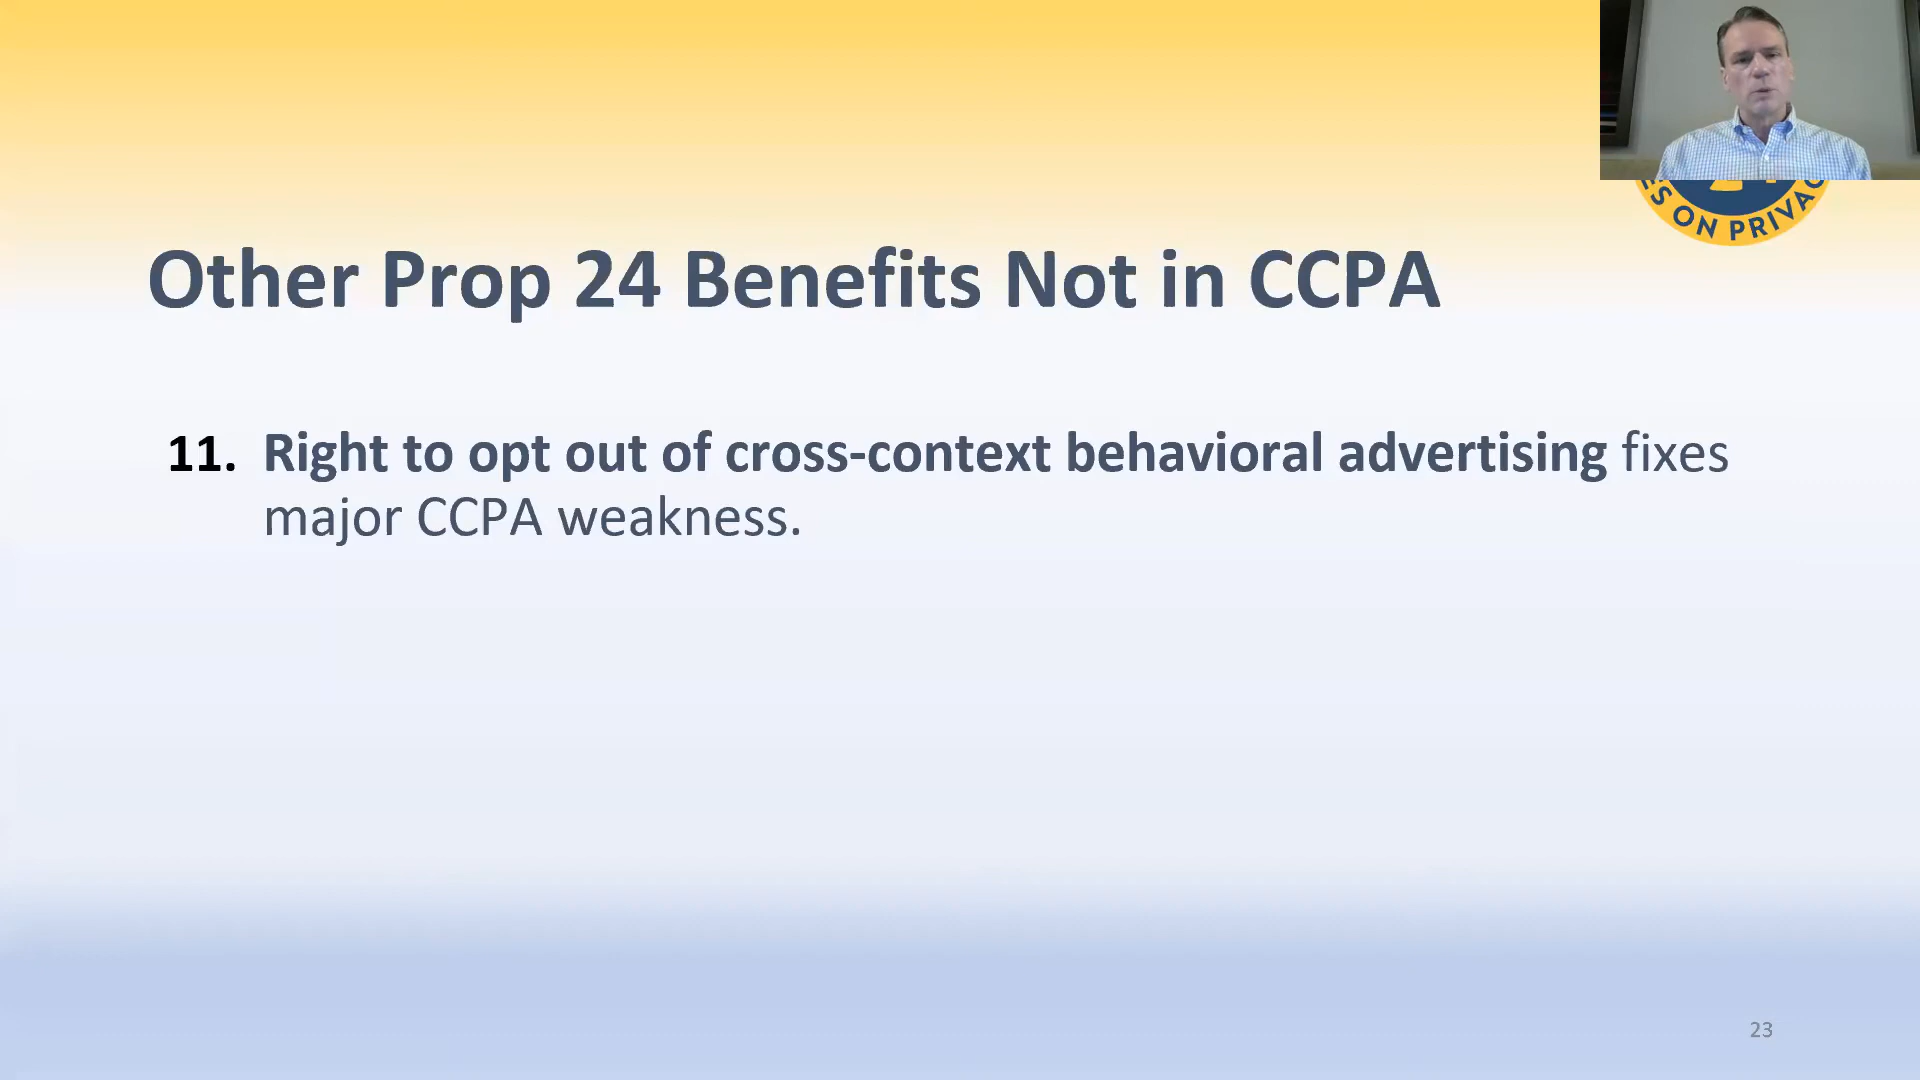 Other Prop 24 Benefits Not in CCPA
11. Right to opt out of cross-context behavioral advertising fixes
major CCPA weakness.
ON
23